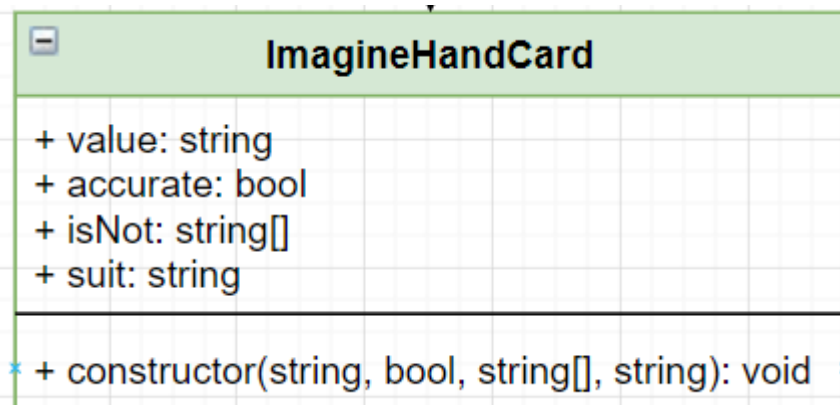 ImagineHandCard
+ value: string
+ accurate: bool
+ isNot: string[]
+ suit: string
+ constructor(string, bool, string[], string): void